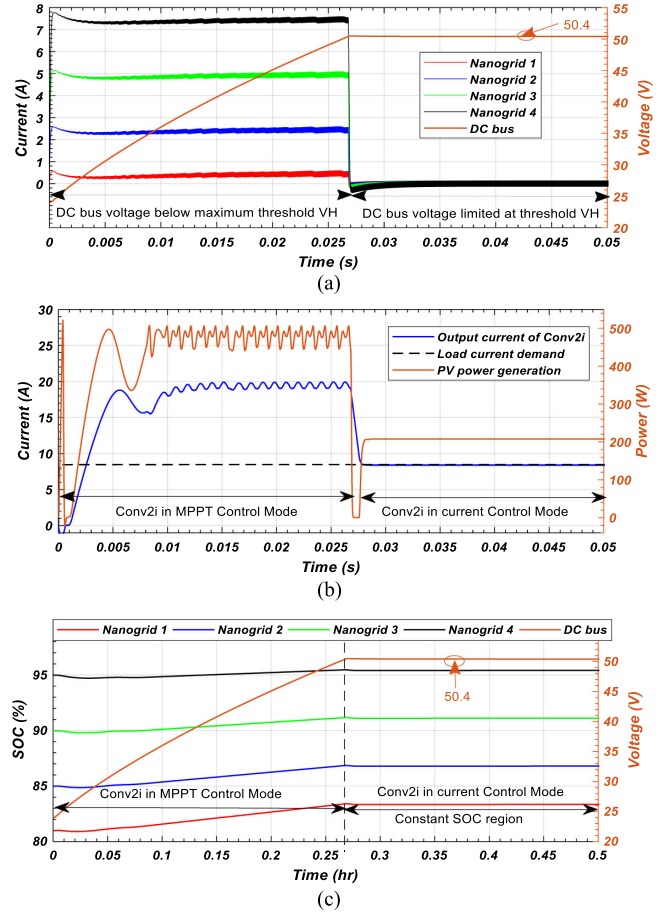 8
7
6
5
4
3
2
1
0
Current (A)
55
50
45
40
35
30
25
20
Voltage (V)
50.4
Nanogrid 1
Nanogrid 2
Nanogrid 3
Nanogrid 4
DC bus
DC bus voltage below maximum threshold VH
DC bus voltage limited at threshold VH
0 0.005 0.01 0.015 0.02 0.025 0.03 0.035 0.04 0.045 0.05
Time (s)
(a)
30
25
20
15
10
5
0
Current (A)
500
400
300
200
100
0
Power (W)
Output current of Conv2i
Load current demand
PV power generation
Conv2i in MPPT Control Mode
Conv2i in current Control Mode
0 0.005 0.01 0.015 0.02 0.025 0.03 0.035 0.04 0.045 0.05
Time (s)
(b)
Nanogrid 1 Nanogrid 2 Nanogrid 3 Nanogrid 4 DC bus
95
90
85
80
SOC (%)
50
45
40
35
30
25
20
Voltage (V)
50.4
Conv2i in MPPT Control Mode
Conv2i in current Control Mode
Constant SOC region
0 0.05 0.1 0.15 0.2 0.25 0.3 0.35 0.4 0.45 0.5
Time (hr)
(c)